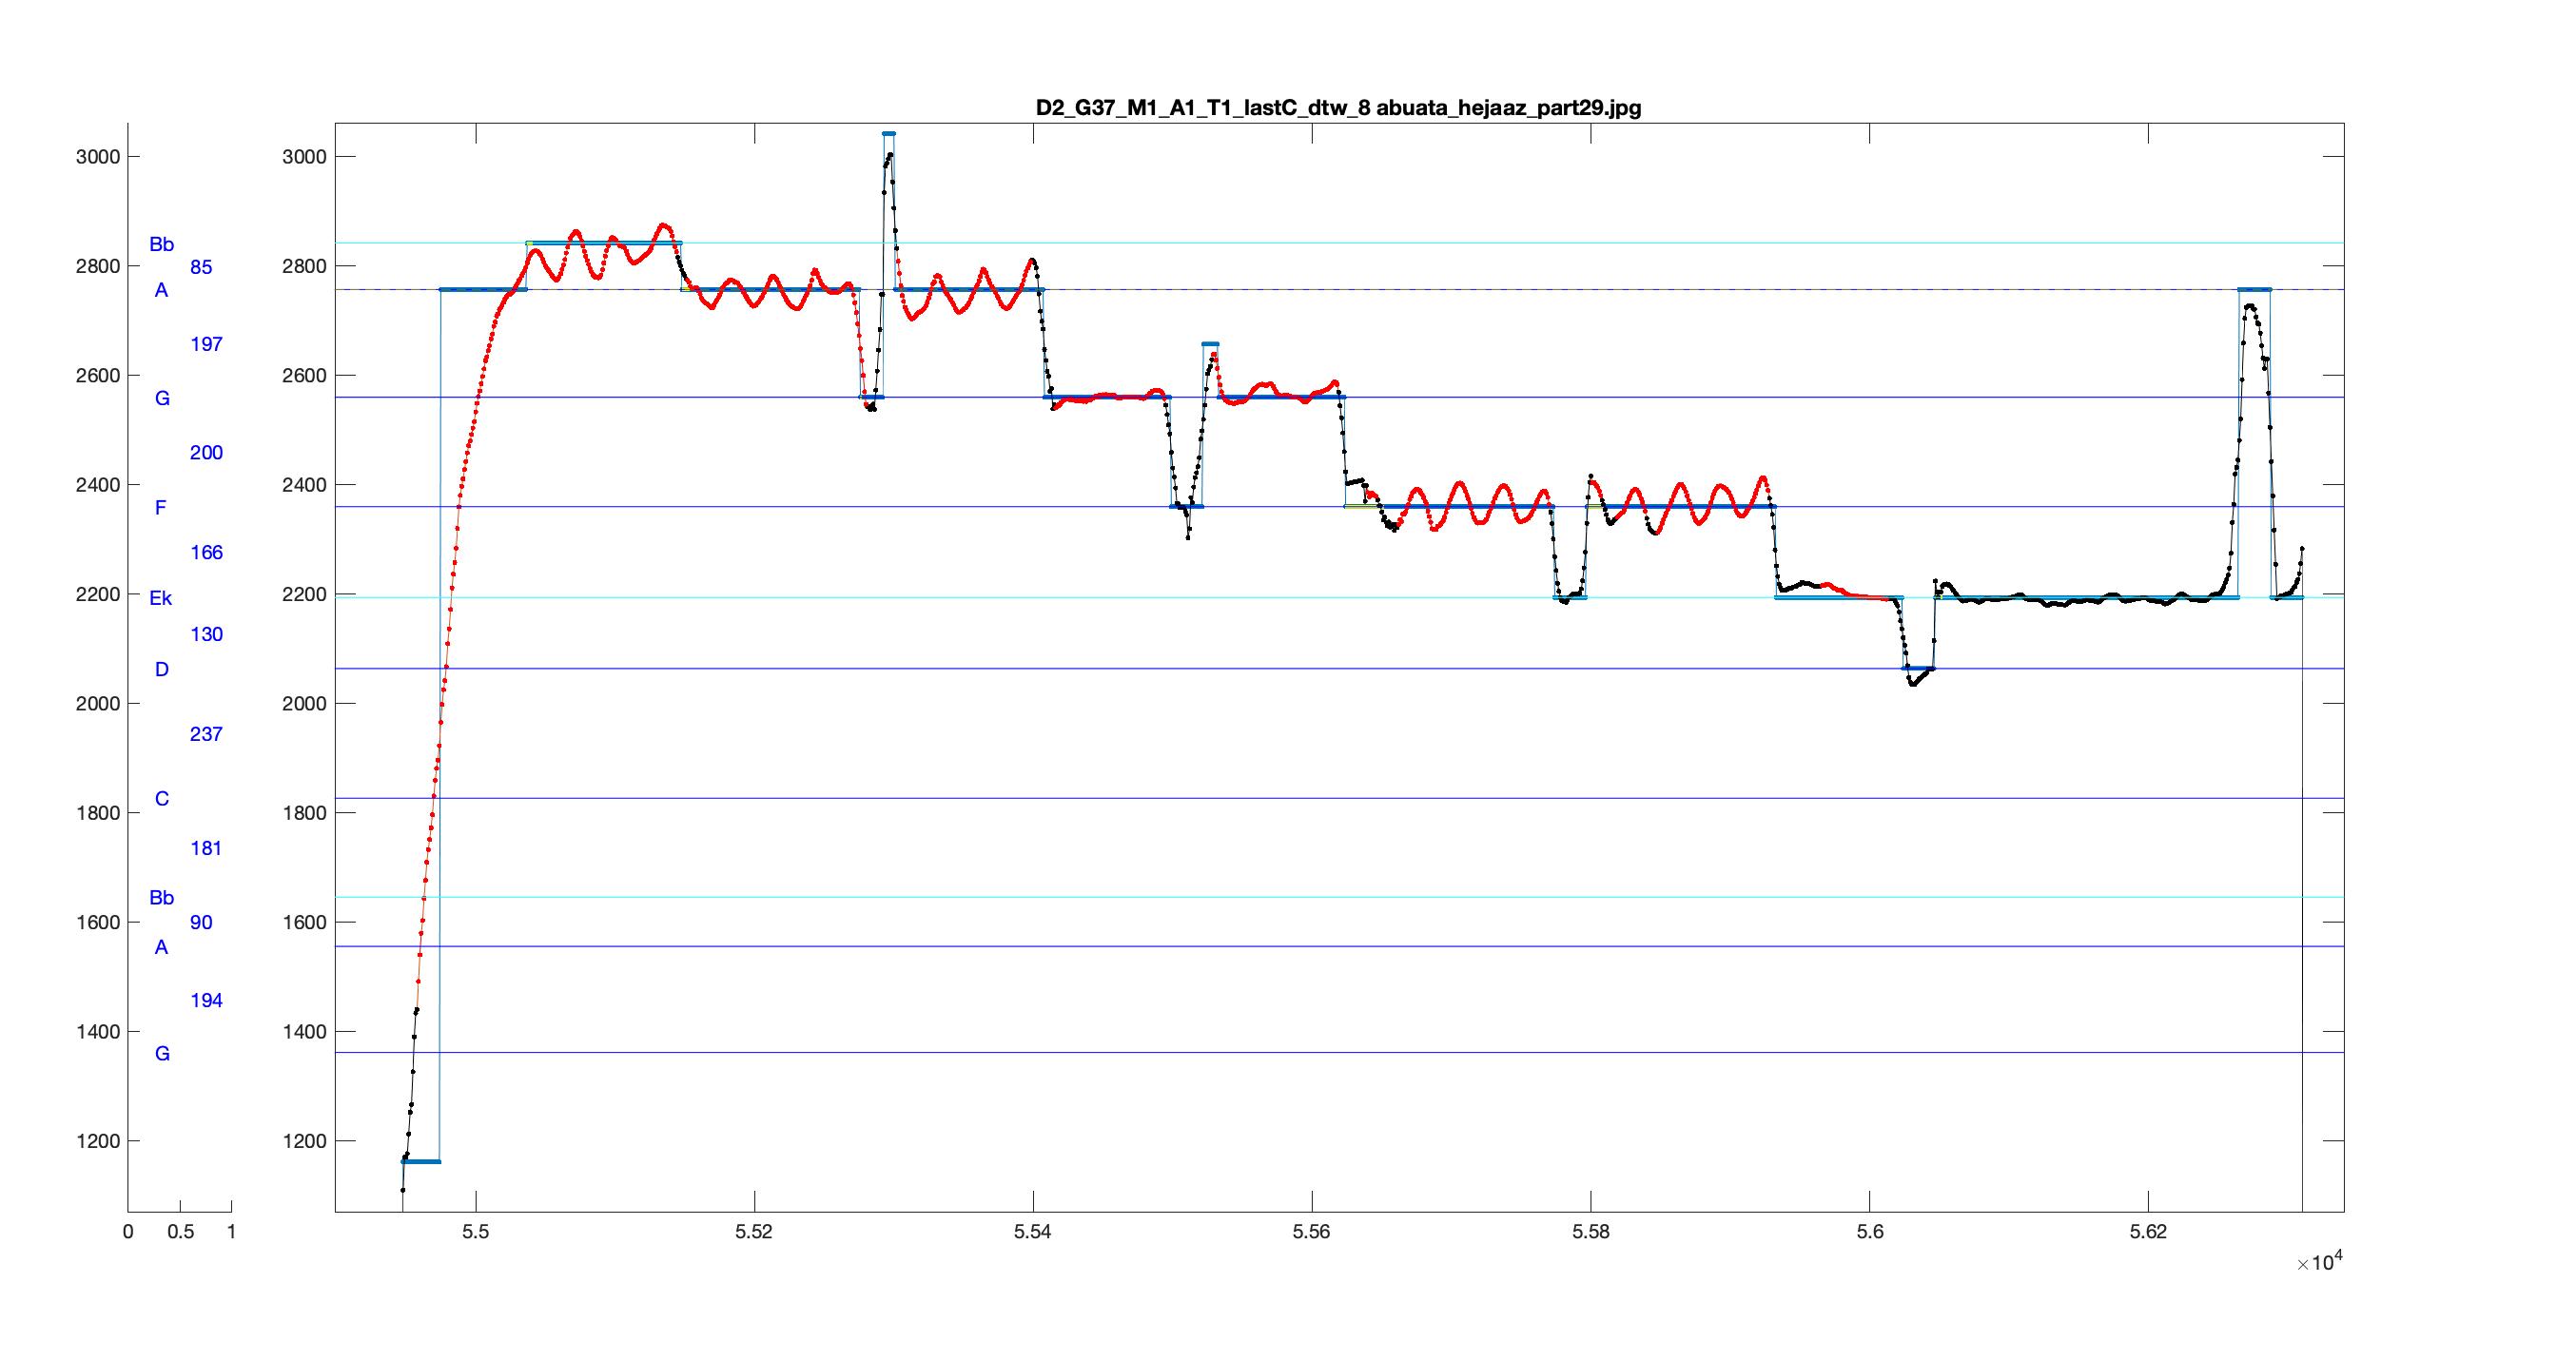 D2_G37_M1_A1_T1_lastC_dtw_8 abuata_hejaaz_part29.jpg
3000 3000
Bb
2800 85 2800
A
197
2600 2600
G
200
2400 2400
F
166
2200 Ek 2200
130
D
2000 2000
237
C
1800 1800
181
Bb
1600 90 1600
A
194
1400 1400
G
1200 1200
0 0.5 1 5.5 5.52 5.54 5.56 5.58 5.6 5.62
×10⁴